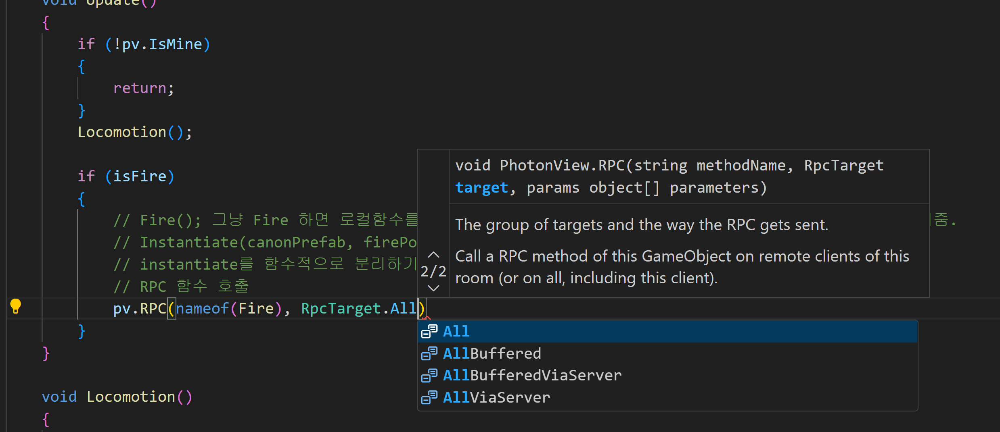 void Update()
{
if (!pv.IsMine)
{
return;
}
Locomotion();
if (isFire)
{
// Fire(); 그냥 Fire 하면 로컬함수를
줌.
// Instantiate(canonPrefab, firePo
// instantiate를 함수적으로 분리하기
// RPC 함수 호출
pv.RPC(nameof(Fire), RpcTarget.All)
}
}
void Locomotion()
{
void PhotonView.RPC(string methodName, RpcTarget
target, params object[] parameters)
The group of targets and the way the RPC gets sent.
Call a RPC method of this GameObject on remote clients of this
room (or on all, including this client).
2/2
All
AllBuffered
AllBufferedViaServer
AllViaServer